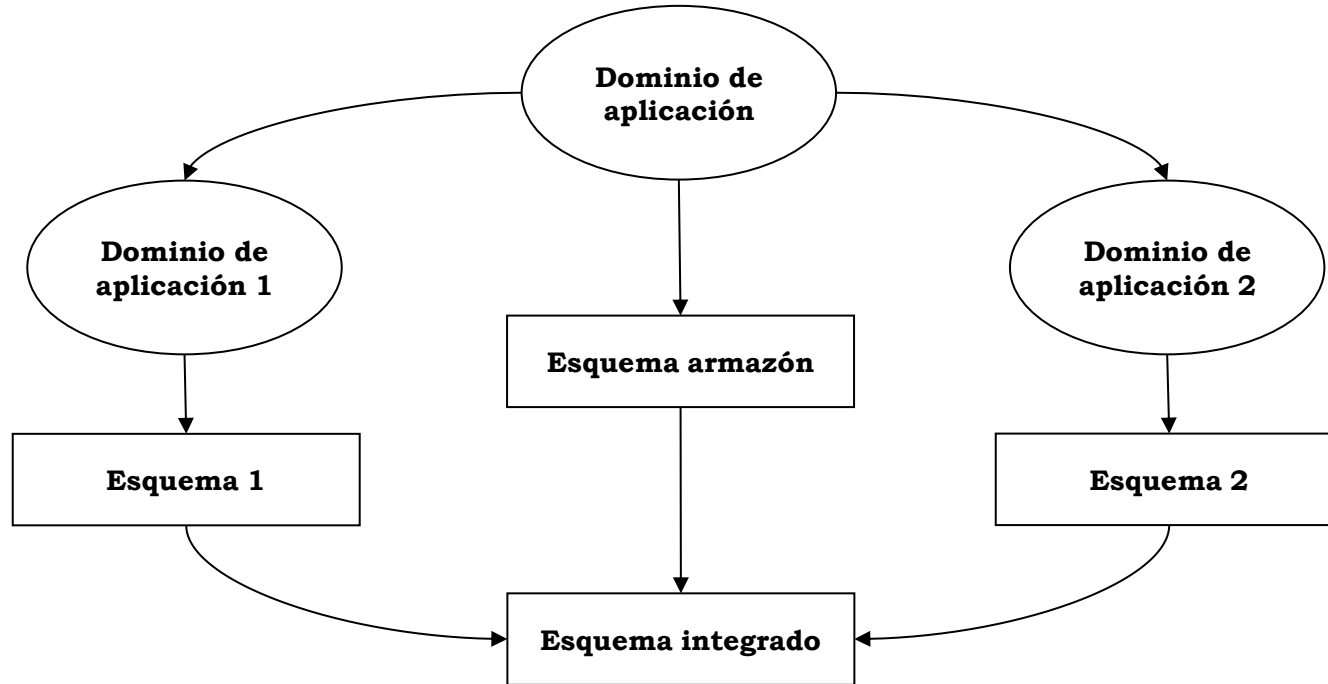 Dominio de
aplicación
Dominio de
aplicación 1
Dominio de
aplicación 2
Esquema armazón
Esquema 1
Esquema 2
Esquema integrado